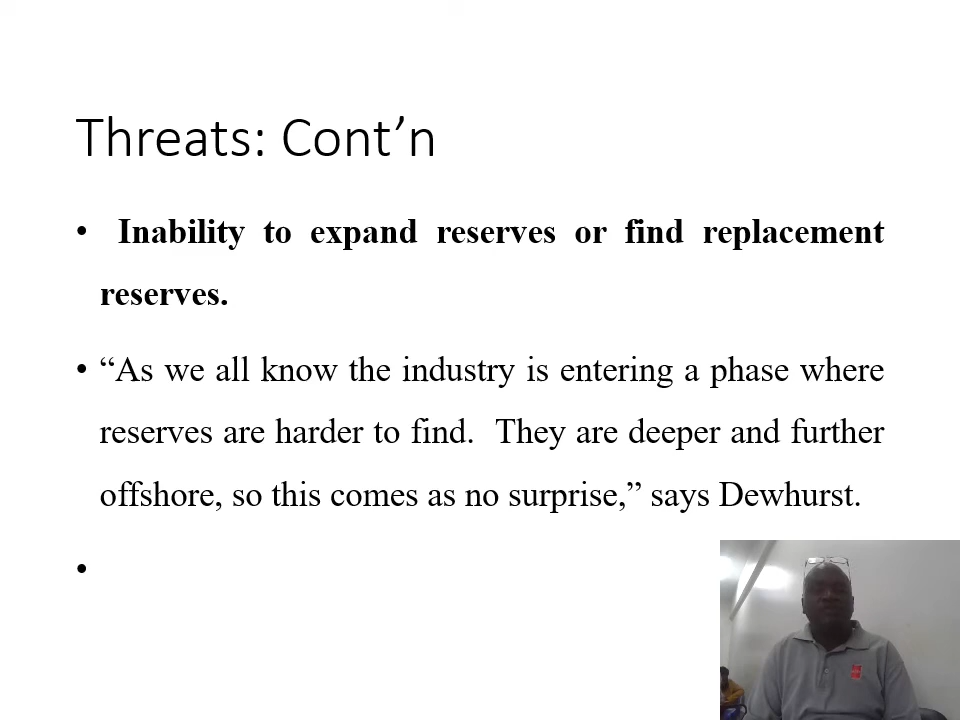 Threats: Cont’n
• Inability to expand reserves or find replacement
reserves.
• “As we all know the industry is entering a phase where
reserves are harder to find. They are deeper and further
offshore, so this comes as no surprise,” says Dewhurst.
•